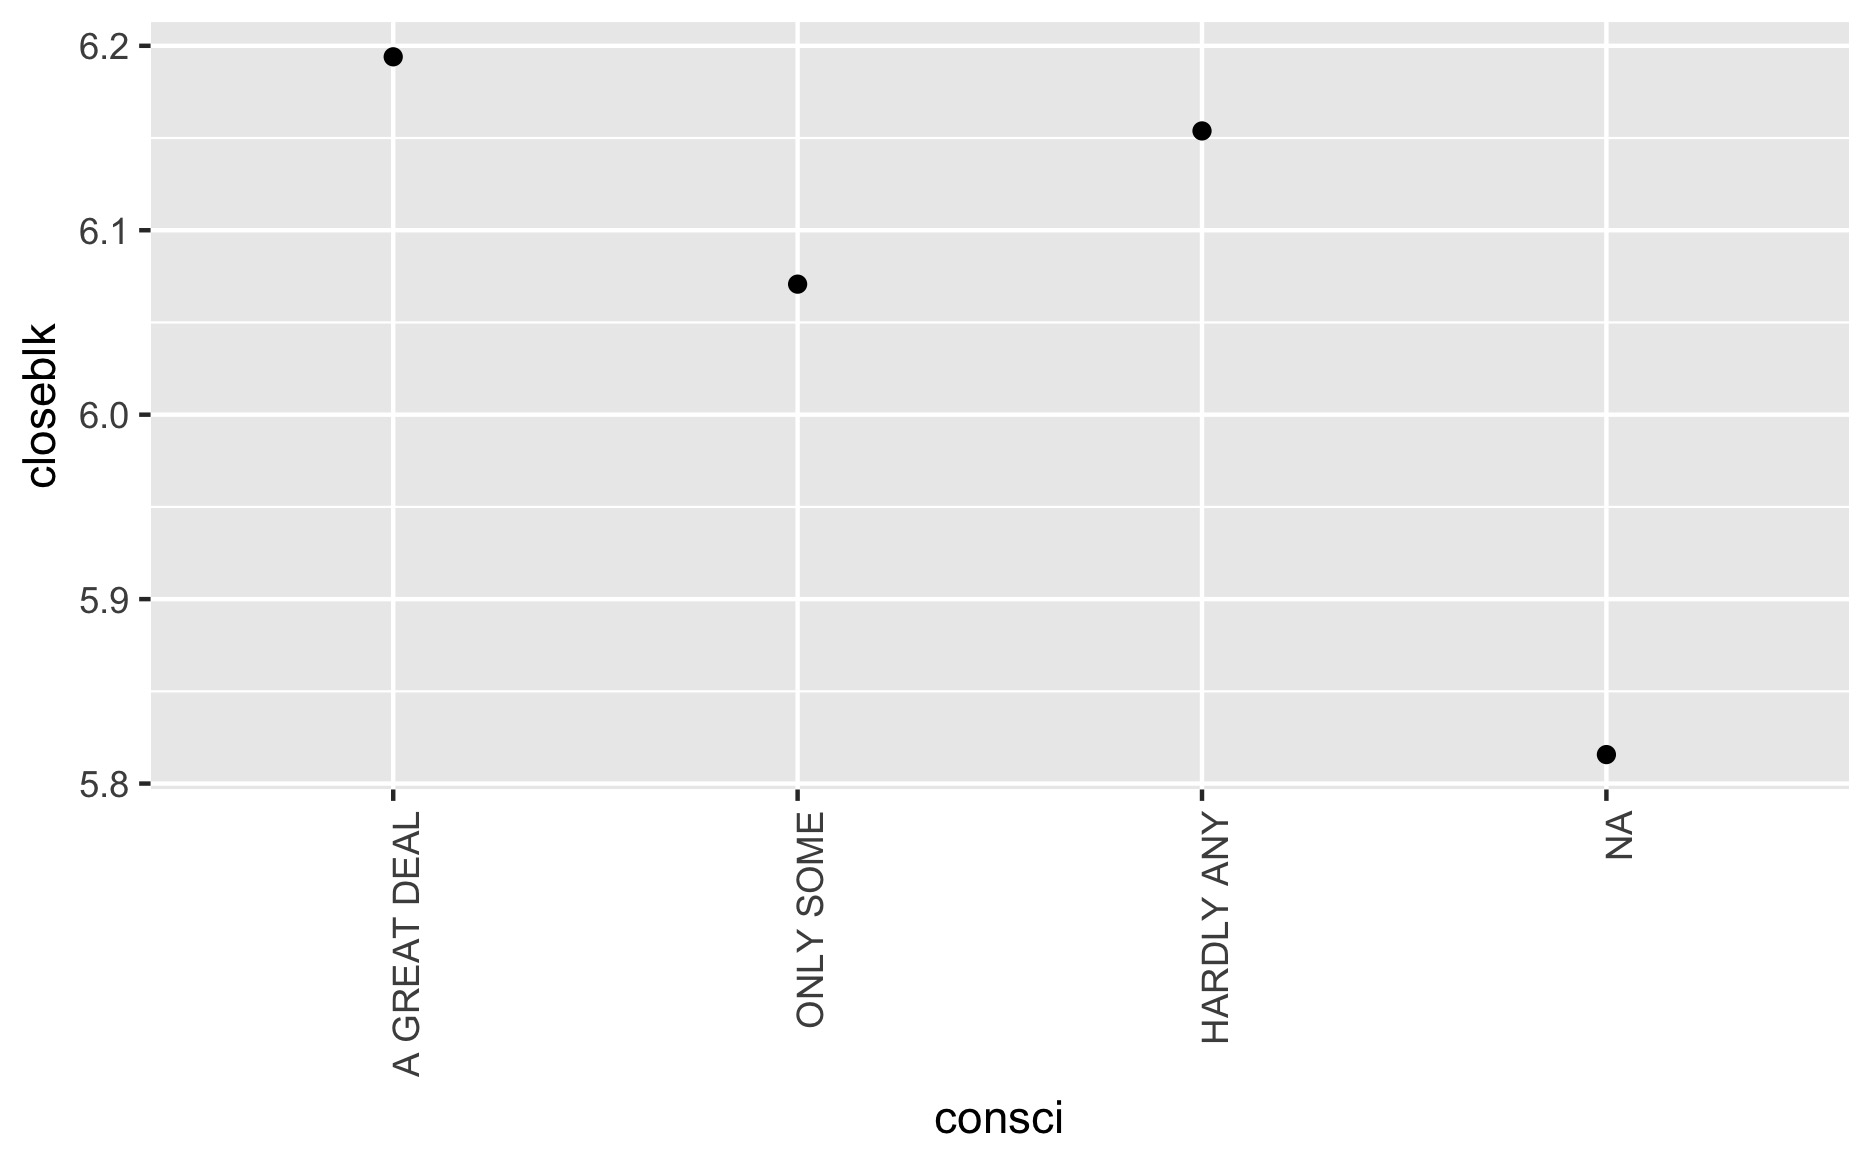 6.2
6.1
6.0
5.9
5.8
closeblk
A GREAT DEAL
ONLY SOME
HARDLY ANY
NA
consci